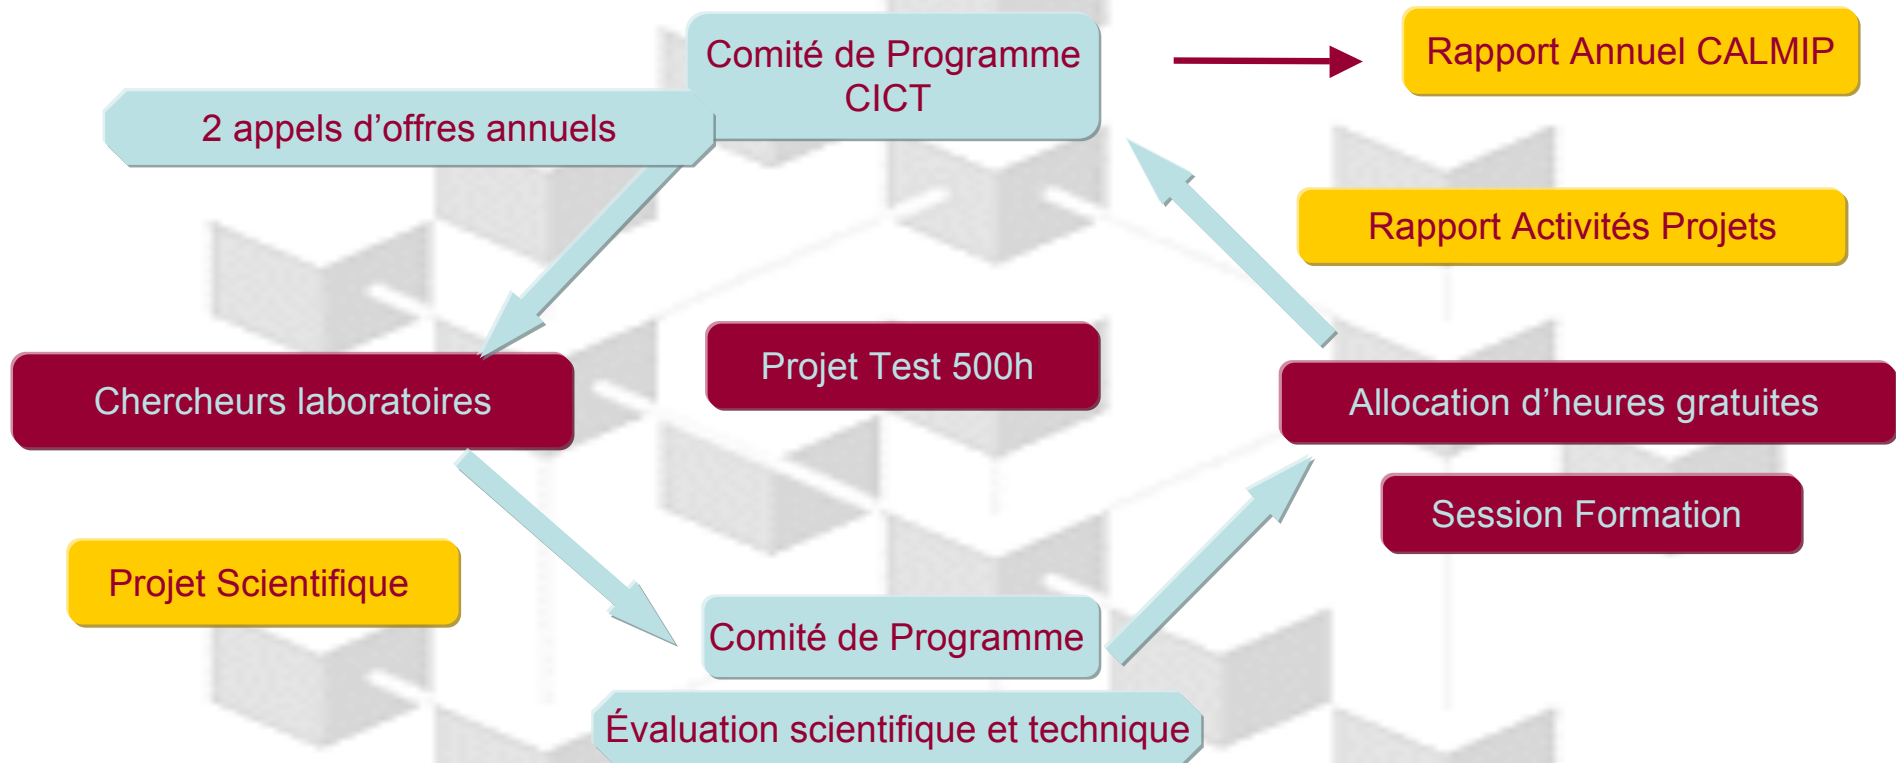 Comité de Programme
CICT
Rapport Annuel CALMIP
2 appels d’offres annuels
Rapport Activités Projets
Projet Test 500h
Chercheurs laboratoires
Allocation d’heures gratuites
Session Formation
Projet Scientifique
Comité de Programme
Évaluation scientifique et technique